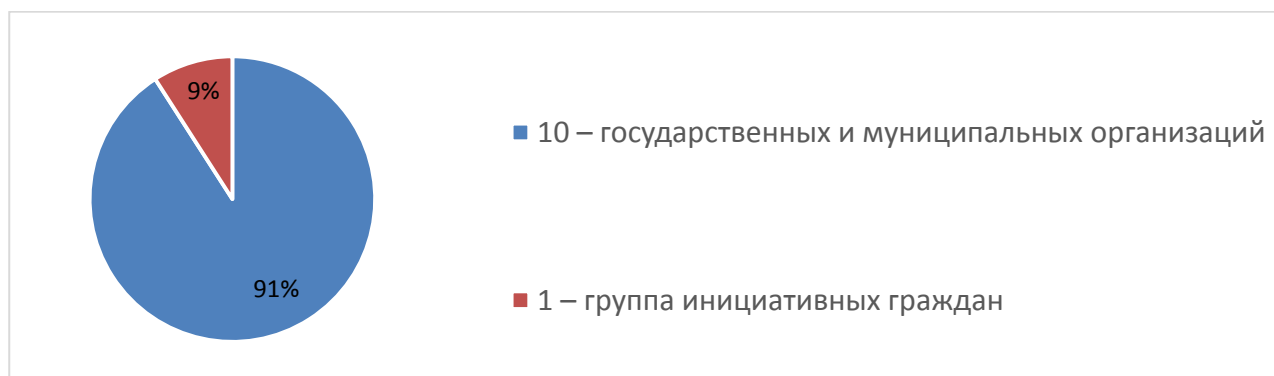 9%
10 – государственных и муниципальных организаций
91%
1 – группа инициативных граждан